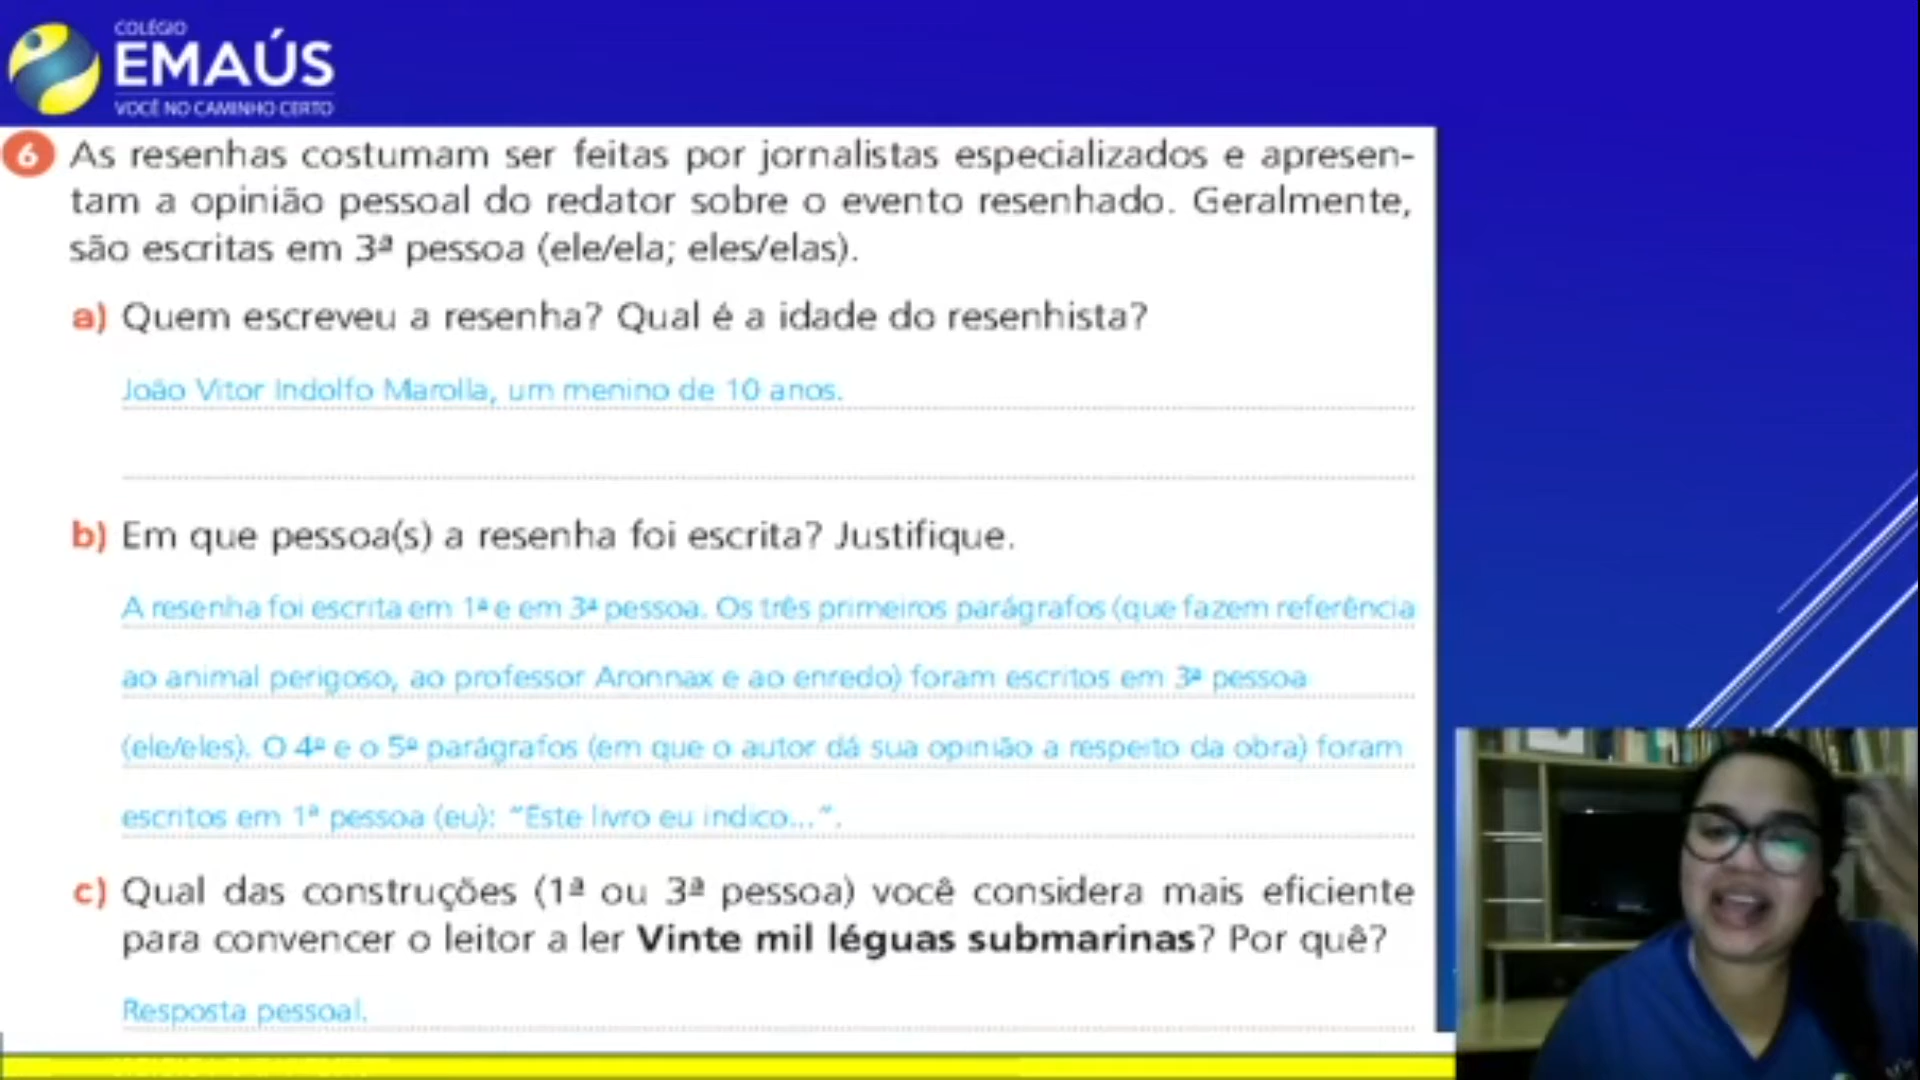 COLÉGIO
EMAÚS
VOCÊ NO CAMINHO CERTO
6 As resenhas costumam ser feitas por jornalistas especializados e apresen-
tam a opinião pessoal do redator sobre o evento resenhado. Geralmente,
são escritas em 3ª pessoa (ele/ela; eles/elas).
a) Quem escreveu a resenha? Qual é a idade do resenhista?
João Vitor Indolfo Marolla, um menino de 10 anos.
b) Em que pessoa(s) a resenha foi escrita? Justifique.
A resenha foi escrita em 1ª e em 3ª pessoa. Os três primeiros parágrafos (que fazem referência
ao animal perigoso, ao professor Aronnax e ao enredo) foram escritos em 3ª pessoa
(ele/eles). O 4º e o 5º parágrafos (em que o autor dá sua opinião a respeito da obra) foram
escritos em 1ª pessoa (eu): “Este livro eu indico...”.
c) Qual das construções (1ª ou 3ª pessoa) você considera mais eficiente
para convencer o leitor a ler Vinte mil léguas submarinas? Por quê?
Resposta pessoal.